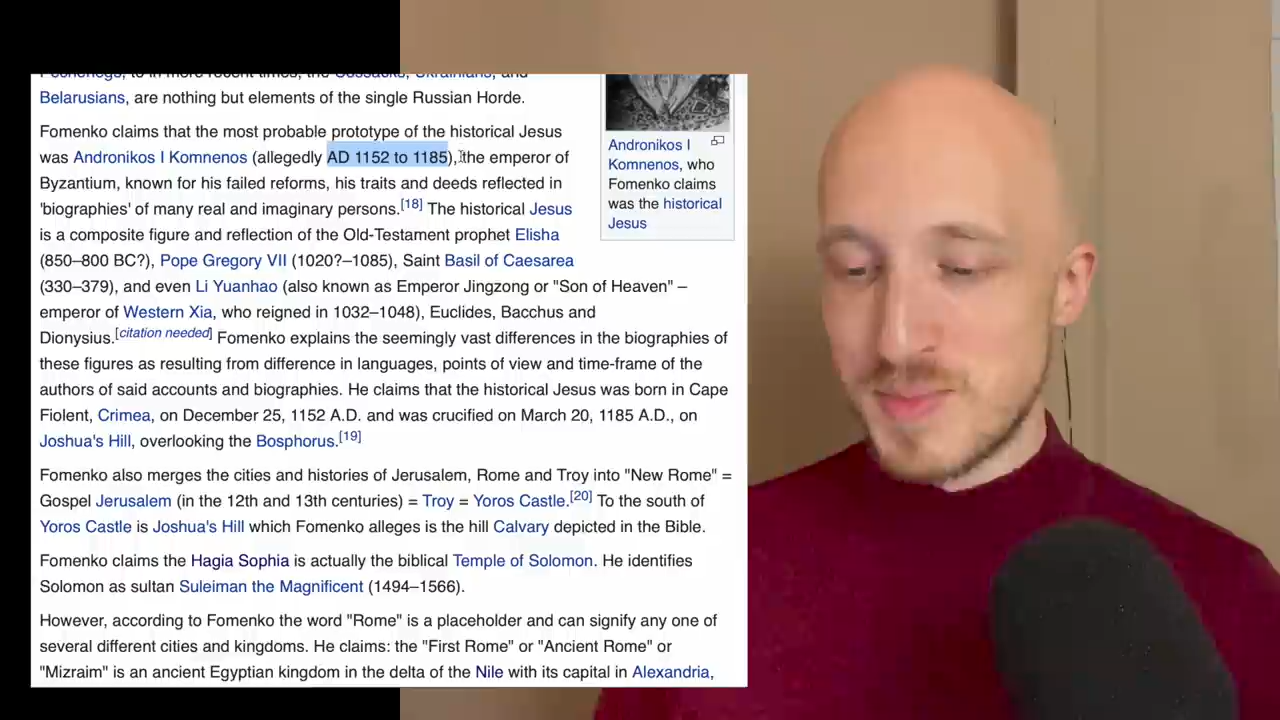 Pechenegs, to in more recent times, the Cossacks, Ukrainians, and
Belarusians, are nothing but elements of the single Russian Horde.
Fomenko claims that the most probable prototype of the historical Jesus
was Andronikos I Komnenos (allegedly AD 1152 to 1185), the emperor of
Byzantium, known for his failed reforms, his traits and deeds reflected in
'biographies' of many real and imaginary persons.[18] The historical Jesus
is a composite figure and reflection of the Old-Testament prophet Elisha
(850–800 BC?), Pope Gregory VII (1020?–1085), Saint Basil of Caesarea
(330–379), and even Li Yuanhao (also known as Emperor Jingzong or "Son of Heaven" –
emperor of Western Xia, who reigned in 1032–1048), Euclides, Bacchus and
Dionysius.[citation needed] Fomenko explains the seemingly vast differences in the biographies of
these figures as resulting from difference in languages, points of view and time-frame of the
authors of said accounts and biographies. He claims that the historical Jesus was born in Cape
Fiolent, Crimea, on December 25, 1152 A.D. and was crucified on March 20, 1185 A.D., on
Joshua's Hill, overlooking the Bosphorus.[19]
Fomenko also merges the cities and histories of Jerusalem, Rome and Troy into "New Rome" =
Gospel Jerusalem (in the 12th and 13th centuries) = Troy = Yoros Castle.[20] To the south of
Yoros Castle is Joshua's Hill which Fomenko alleges is the hill Calvary depicted in the Bible.
Fomenko claims the Hagia Sophia is actually the biblical Temple of Solomon. He identifies
Solomon as sultan Suleiman the Magnificent (1494–1566).
However, according to Fomenko the word "Rome" is a placeholder and can signify any one of
several different cities and kingdoms. He claims: the "First Rome" or "Ancient Rome" or
"Mizraim" is an ancient Egyptian kingdom in the delta of the Nile with its capital in Alexandria,
Andronikos I
Komnenos, who
Fomenko claims
was the historical
Jesus